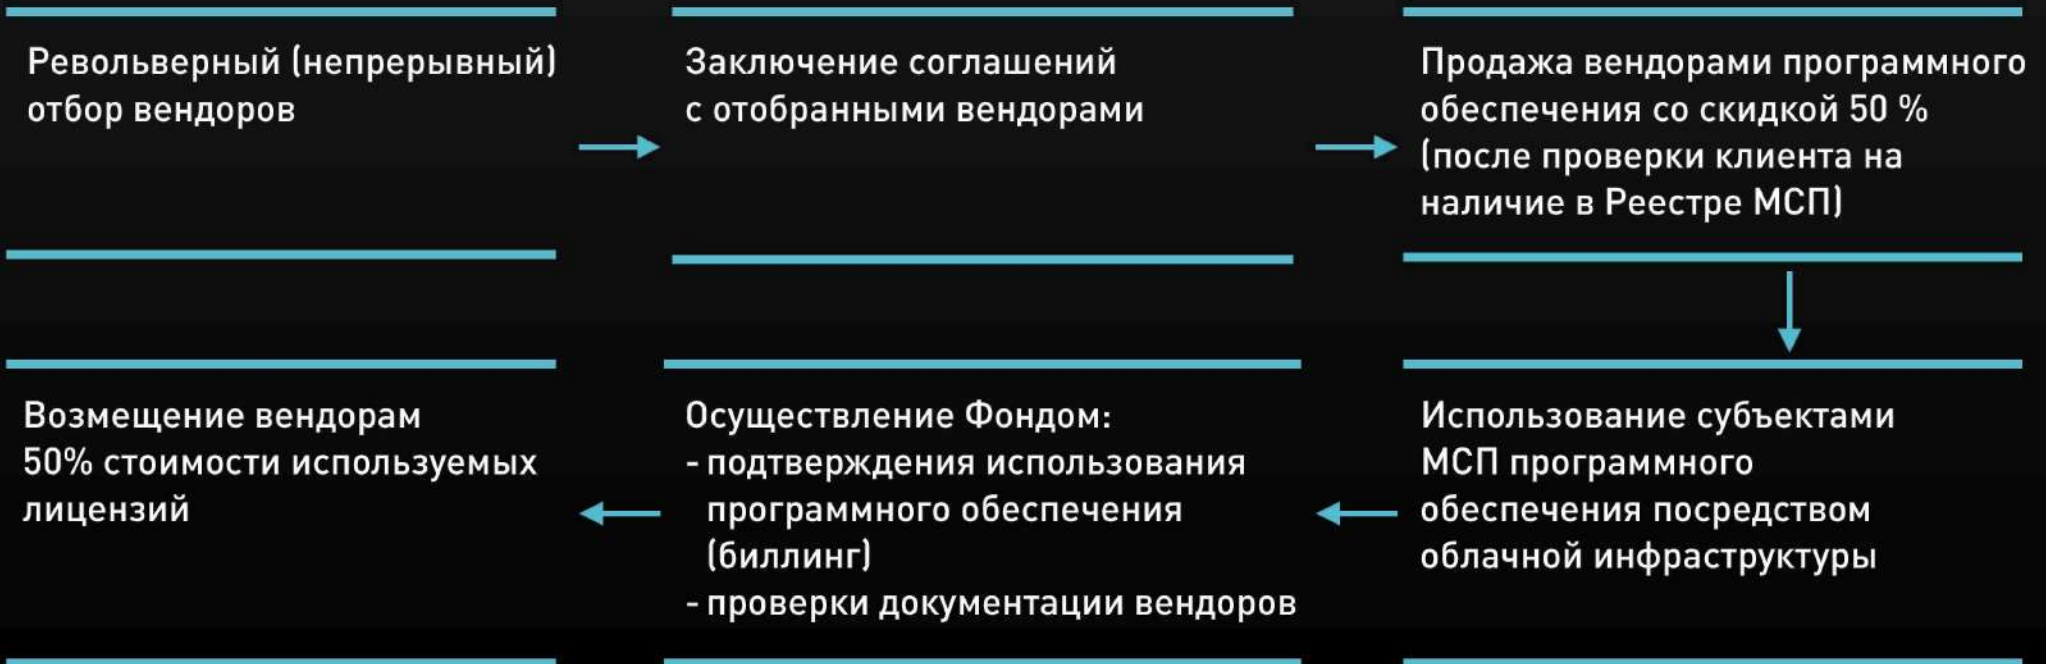 Револьверный (непрерывный)
отбор вендоров
Заключение соглашений
с отобранными вендорами
Продажа вендорами программного
обеспечения со скидкой 50 %
(после проверки клиента на
наличие в Реестре МСП)
Использование субъектами
МСП программного
обеспечения посредством
облачной инфраструктуры
Осуществление Фондом:
- подтверждения использования
программного обеспечения
(биллинг)
- проверки документации вендоров
Возмещение вендорам
50% стоимости используемых
лицензий